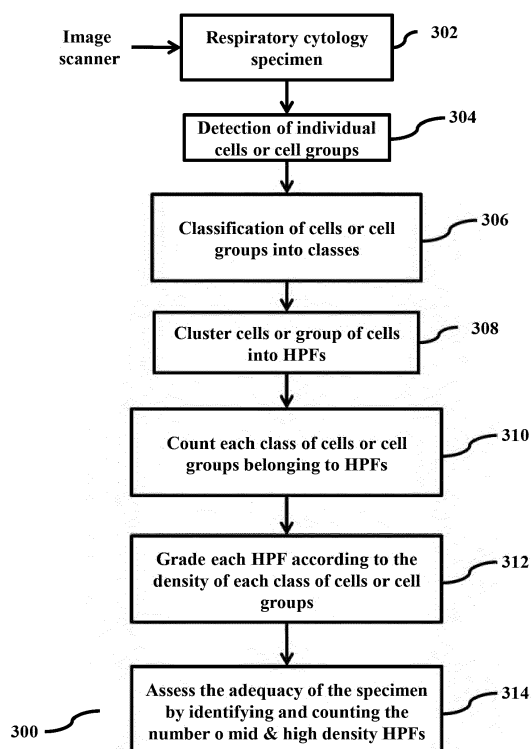 Image
scanner
Respiratory cytology
specimen
302
Detection of individual
cells or cell groups
304
Classification of cells or cell
groups into classes
306
Cluster cells or group of cells
into HPFs
308
Count each class of cells or cell
groups belonging to HPFs
310
Grade each HPF according to the
density of each class of cells or cell
groups
312
Assess the adequacy of the specimen
by identifying and counting the
number o mid & high density HPFs
314
300